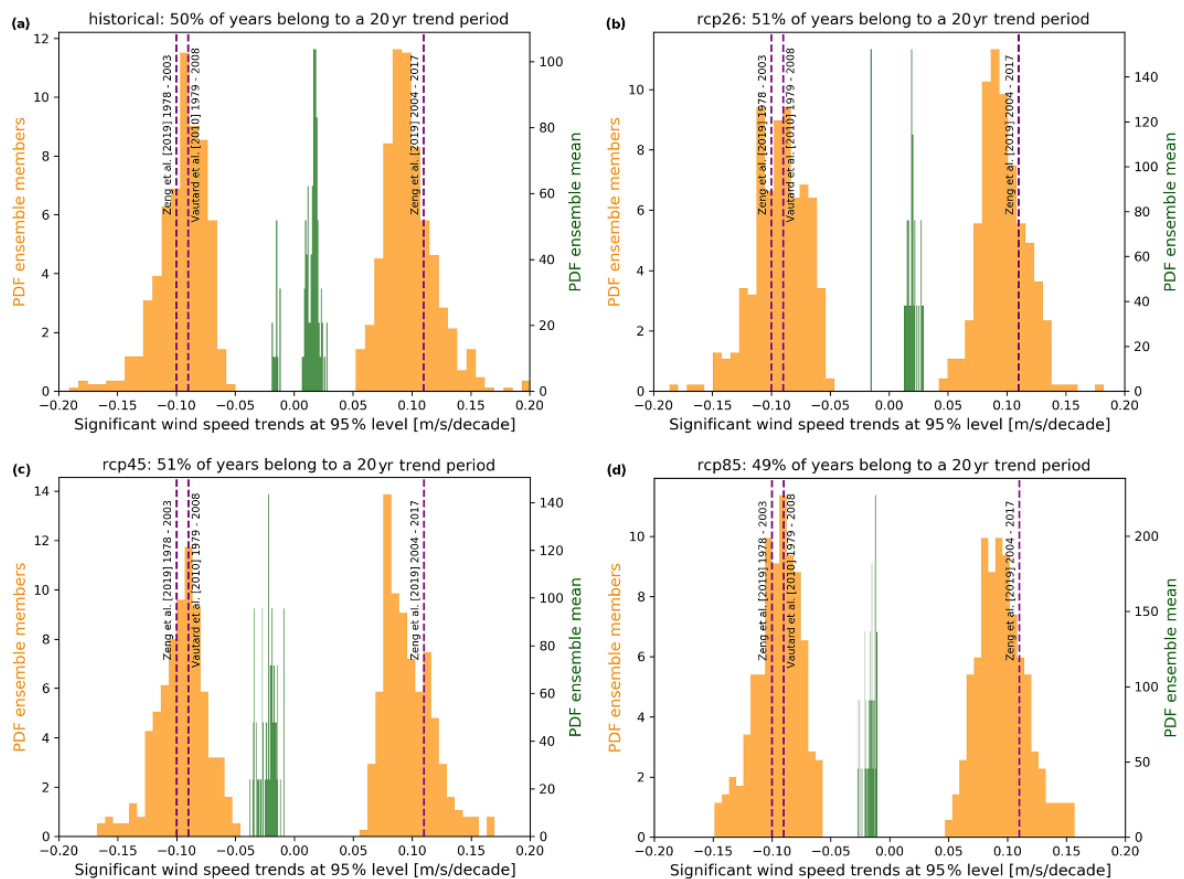 (a)
historical: 50% of years belong to a 20yr trend period
12
10
8
6
4
2
0
PDF ensemble members
Zeng et al. [2019] 1978 - 2003
Vautard et al. [2010] 1979 - 2008
Zeng et al. [2019] 2004 - 2017
100
80
60
40
20
0
PDF ensemble mean
−0.20 −0.15 −0.10 −0.05 0.00 0.05 0.10 0.15 0.20
Significant wind speed trends at 95% level [m/s/decade]
(b)
rcp26: 51% of years belong to a 20yr trend period
10
8
6
4
2
0
PDF ensemble members
Zeng et al. [2019] 1978 - 2003
Vautard et al. [2010] 1979 - 2008
Zeng et al. [2019] 2004 - 2017
140
120
100
80
60
40
20
0
PDF ensemble mean
−0.20 −0.15 −0.10 −0.05 0.00 0.05 0.10 0.15 0.20
Significant wind speed trends at 95% level [m/s/decade]
(c)
rcp45: 51% of years belong to a 20yr trend period
14
12
10
8
6
4
2
0
PDF ensemble members
Zeng et al. [2019] 1978 - 2003
Vautard et al. [2010] 1979 - 2008
Zeng et al. [2019] 2004 - 2017
140
120
100
80
60
40
20
0
PDF ensemble mean
−0.20 −0.15 −0.10 −0.05 0.00 0.05 0.10 0.15 0.20
Significant wind speed trends at 95% level [m/s/decade]
(d)
rcp85: 49% of years belong to a 20yr trend period
10
8
6
4
2
0
PDF ensemble members
Zeng et al. [2019] 1978 - 2003
Vautard et al. [2010] 1979 - 2008
Zeng et al. [2019] 2004 - 2017
200
150
100
50
0
PDF ensemble mean
−0.20 −0.15 −0.10 −0.05 0.00 0.05 0.10 0.15 0.20
Significant wind speed trends at 95% level [m/s/decade]